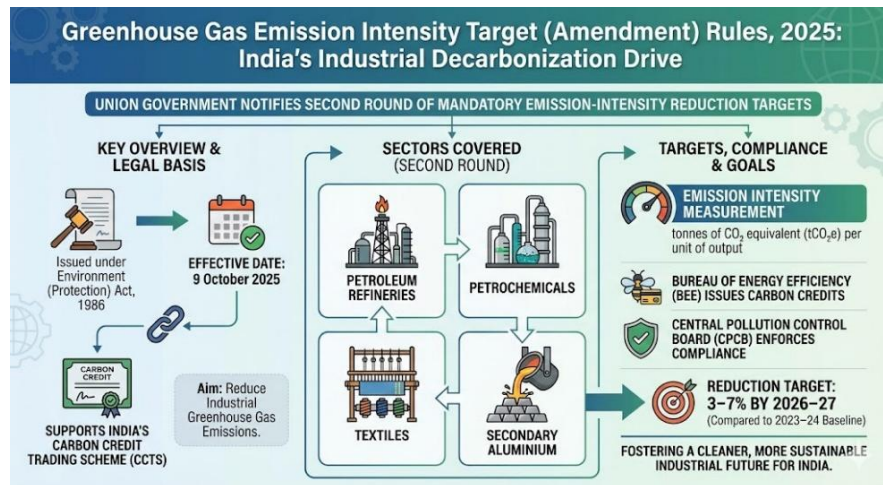 Greenhouse Gas Emission Intensity Target (Amendment) Rules, 2025:
India's Industrial Decarbonization Drive
UNION GOVERNMENT NOTIFIES SECOND ROUND OF MANDATORY EMISSION-INTENSITY REDUCTION TARGETS
KEY OVERVIEW &
LEGAL BASIS
Issued under
Environment
(Protection) Act,
1986
EFFECTIVE DATE:
9 October 2025
CARBON
CREDIT
SUPPORTS INDIA'S
CARBON CREDIT
TRADING SCHEME (CCTS)
Aim: Reduce
Industrial
Greenhouse Gas
Emissions.
SECTORS COVERED
(SECOND ROUND)
PETROLEUM
REFINERIES
PETROCHEMICALS
TEXTILES
SECONDARY
ALUMINIUM
TARGETS, COMPLIANCE
& GOALS
EMISSION INTENSITY
MEASUREMENT
tonnes of CO₂ equivalent (tCO₂e) per
unit of output
BUREAU OF ENERGY EFFICIENCY
(BEE) ISSUES CARBON CREDITS
CENTRAL POLLUTION CONTROL
BOARD (CPCB) ENFORCES
COMPLIANCE
REDUCTION TARGET:
3–7% BY 2026–27
(Compared to 2023–24 Baseline)
FOSTERING A CLEANER, MORE SUSTAINABLE
INDUSTRIAL FUTURE FOR INDIA.